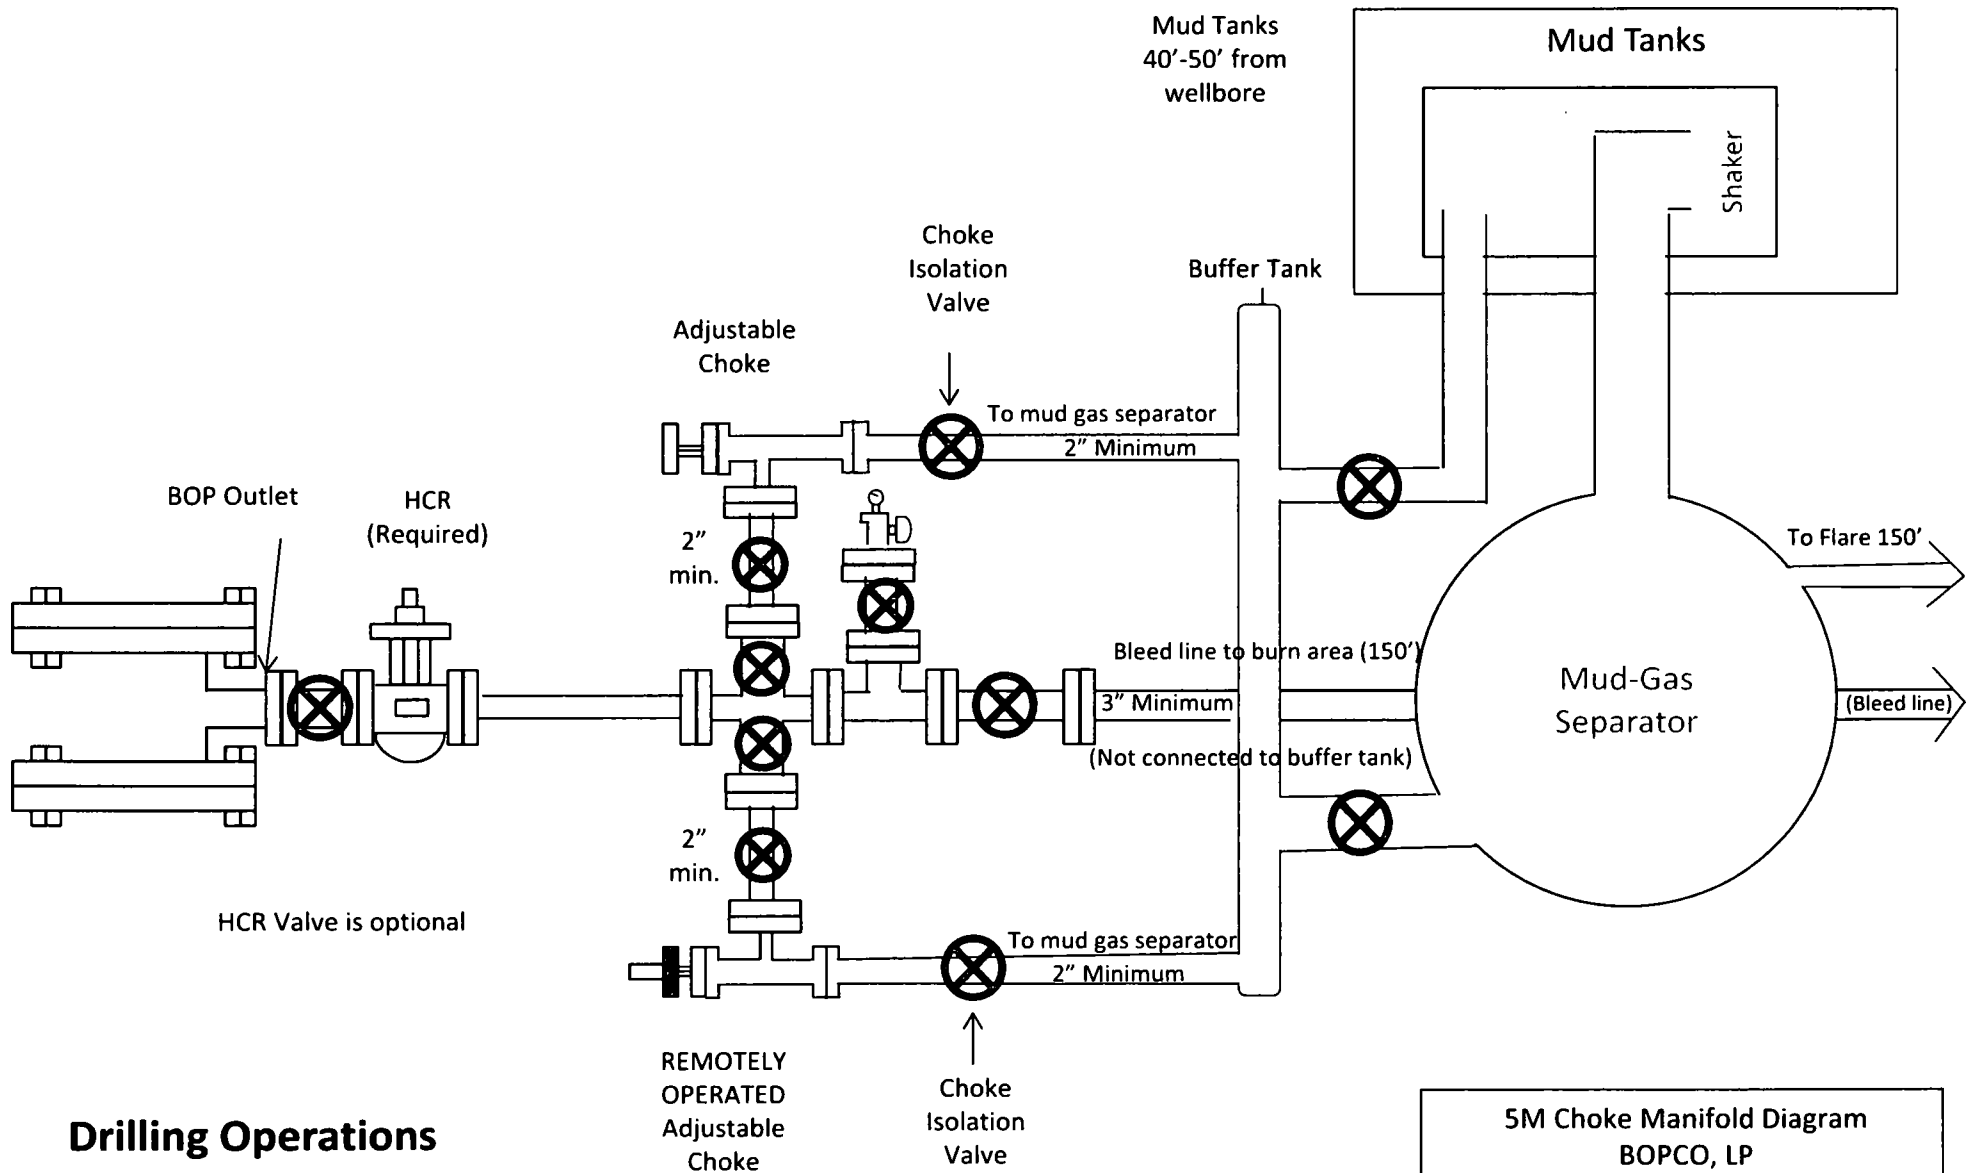 Mud Tanks
40’-50’ from
wellbore
Mud Tanks
Shaker
Choke
Isolation
Valve
Buffer Tank
Adjustable
Choke
To mud gas separator
2” Minimum
BOP Outlet
HCR
(Required)
2”
min.
To Flare 150’
Bleed line to burn area (150’)
3” Minimum
(Not connected to buffer tank)
Mud-Gas
Separator
(Bleed line)
2”
min.
HCR Valve is optional
To mud gas separator
2” Minimum
REMOTELY
OPERATED
Adjustable
Choke
Choke
Isolation
Valve
Drilling Operations
5M Choke Manifold Diagram
BOPCO, LP